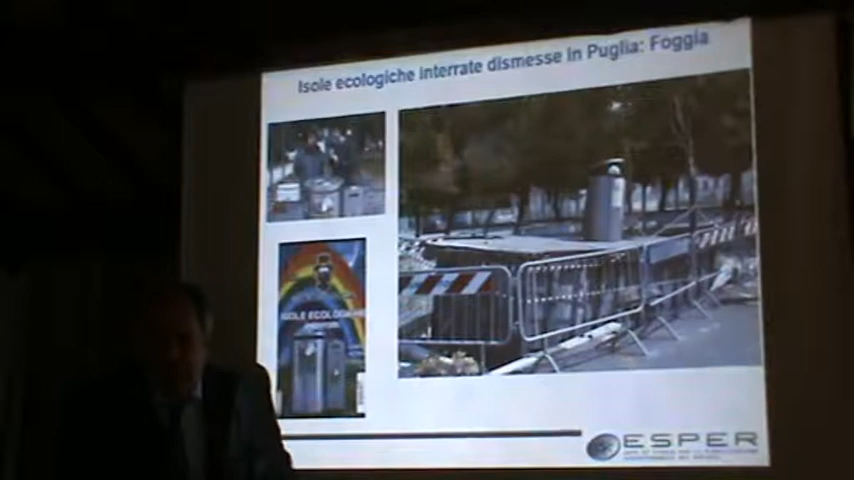 Isole ecologiche interrate dismesse in Puglia: Foggia
ISOLE ECOLOGICHE
ESPER